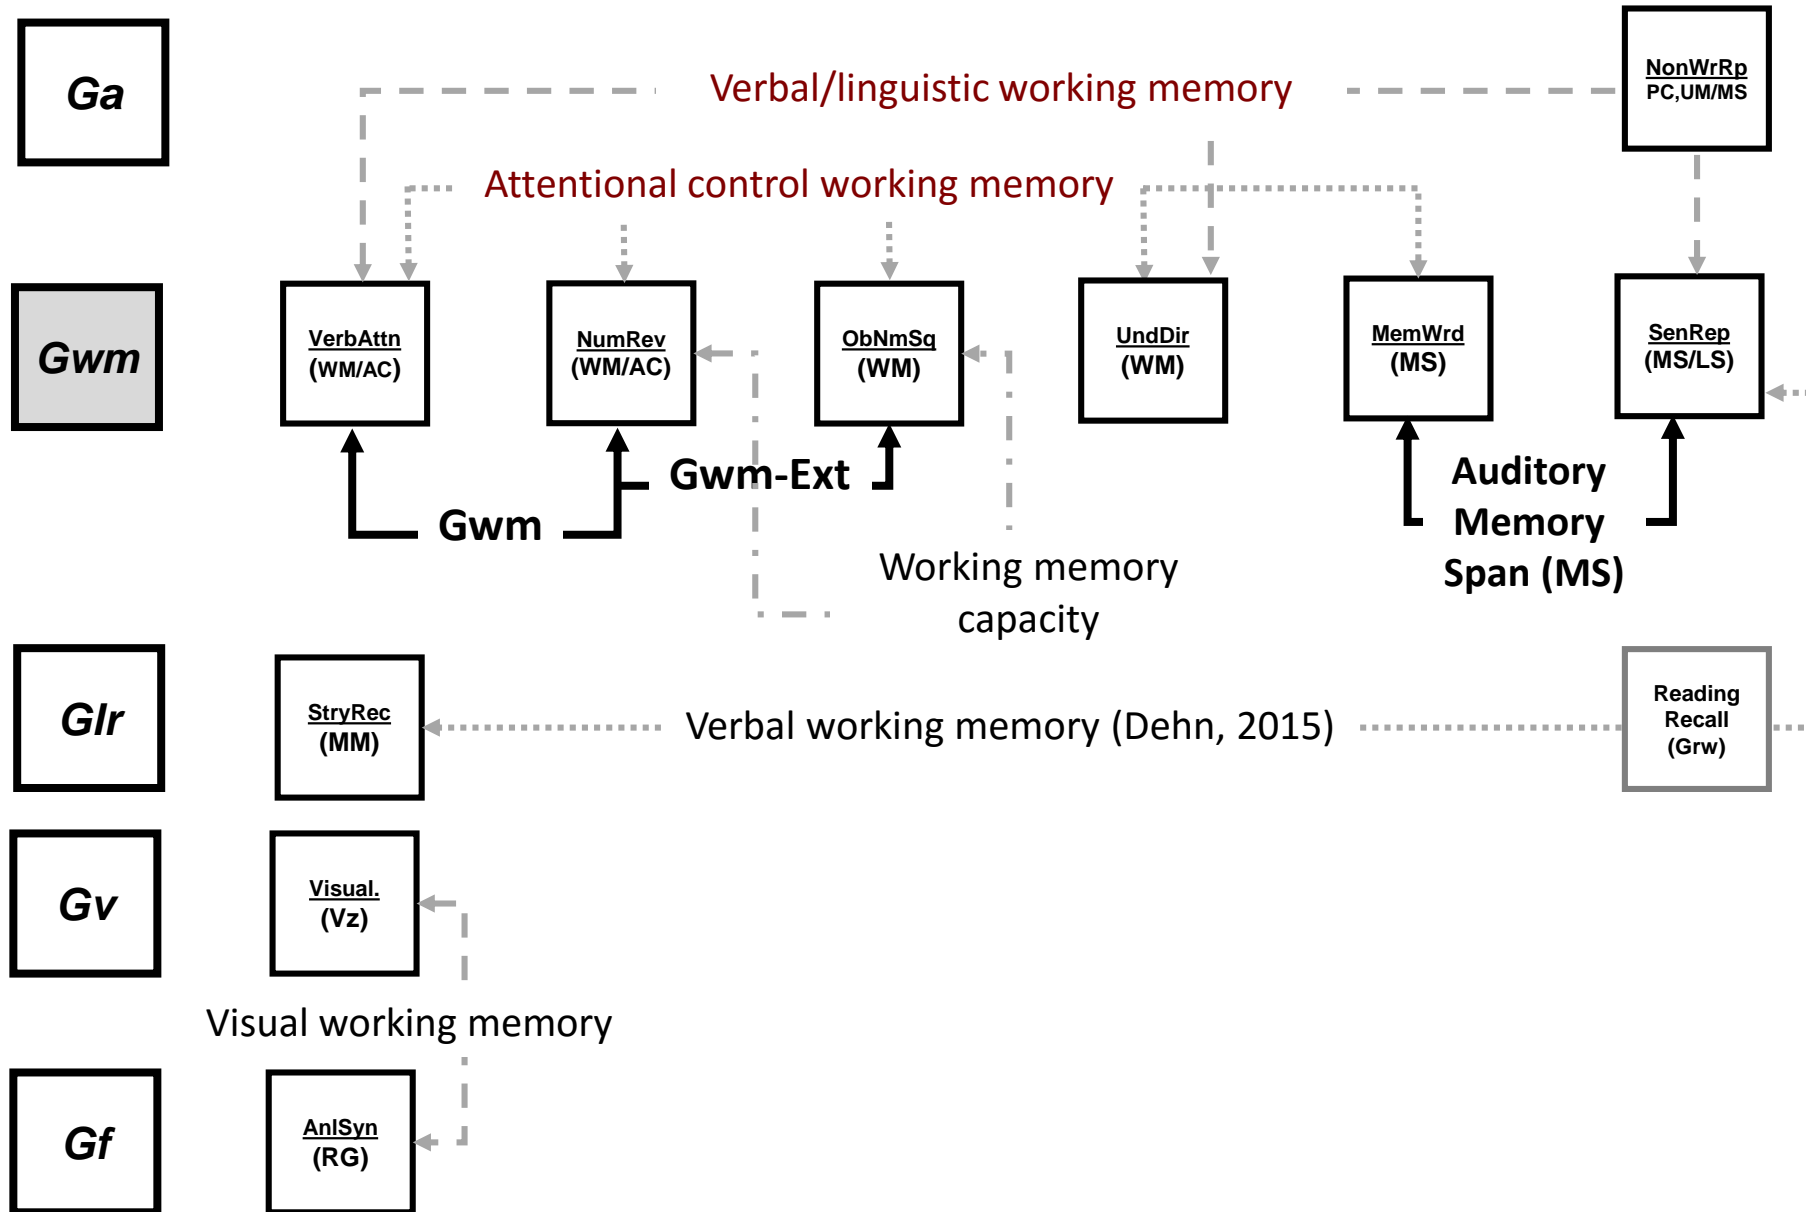 Ga
Verbal/linguistic working memory
NonWrRp
PC,UM/MS
Attentional control working memory
Gwm
VerbAttn
(WM/AC)
NumRev
(WM/AC)
ObNmSq
(WM)
UndDir
(WM)
MemWrd
(MS)
SenRep
(MS/LS)
Gwm
Gwm-Ext
Auditory
Memory
Span (MS)
Working memory
capacity
Glr
StryRec
(MM)
Verbal working memory (Dehn, 2015)
Reading
Recall
(Grw)
Gv
Visual.
(Vz)
Visual working memory
Gf
AnlSyn
(RG)